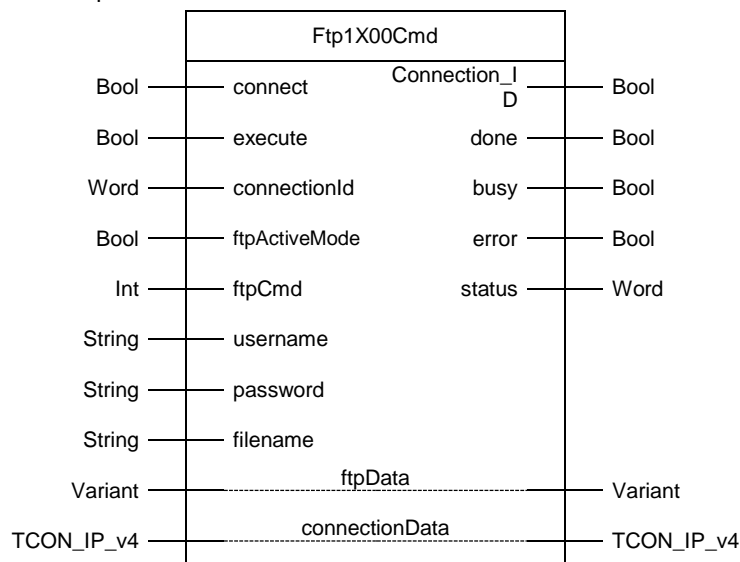 Ftp1X00Cmd
Bool connect Connection_I
D Bool
Bool execute done Bool
Word connectionId busy Bool
Bool ftpActiveMode error Bool
Int ftpCmd status Word
String username
String password
String filename
Variant ftpData Variant
TCON_IP_v4 connectionData TCON_IP_v4